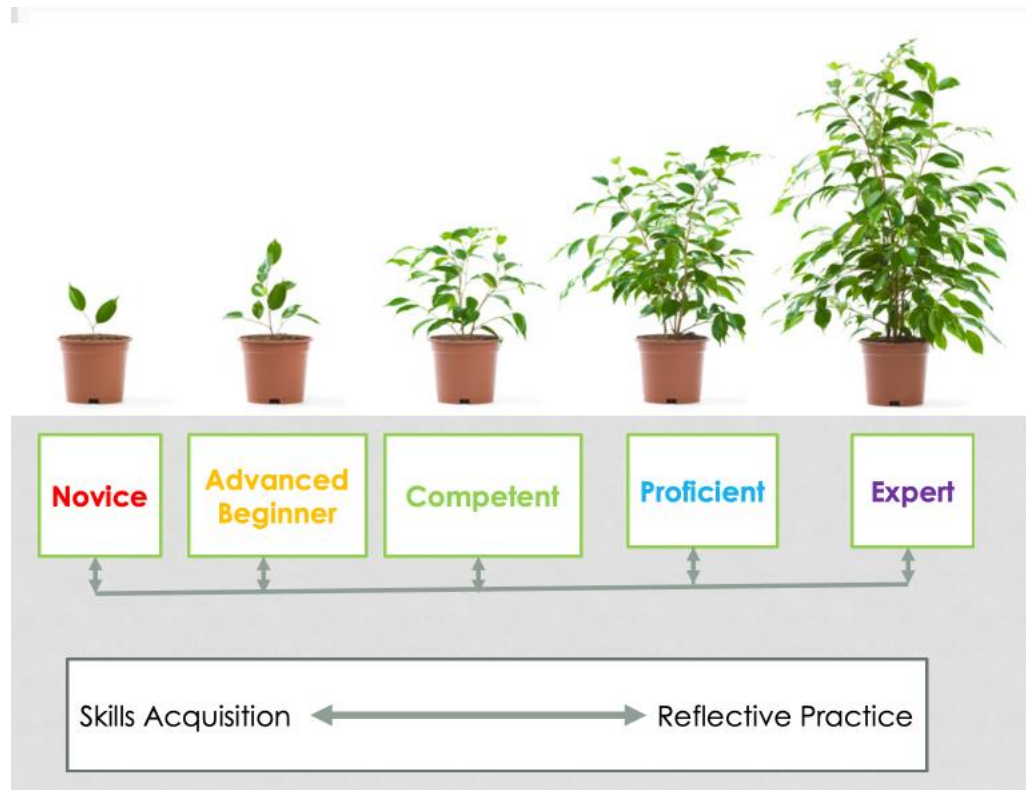 Novice
Advanced
Beginner
Competent
Proficient
Expert
Skills Acquisition
Reflective Practice